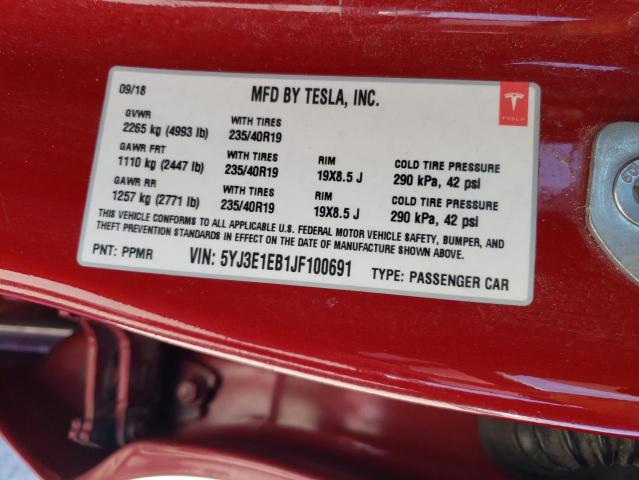 09/18
MFD BY TESLA, INC.
TESLA
GVWR
2265 kg (4993 lb)
WITH TIRES
235/40R19
GAWR FRT
1110 kg (2447 lb)
WITH TIRES
235/40R19
RIM
19X8.5 J
COLD TIRE PRESSURE
290 kPa, 42 psi
GAWR RR
1257 kg (2771 lb)
WITH TIRES
235/40R19
RIM
19X8.5 J
COLD TIRE PRESSURE
290 kPa, 42 psi
THIS VEHICLE CONFORMS TO ALL APPLICABLE U.S. FEDERAL MOTOR VEHICLE SAFETY, BUMPER, AND
THEFT PREVENTION STANDARDS IN EFFECT ON THE DATE OF MANUFACTURE SHOWN ABOVE.
PNT: PPMR
VIN: 5YJ3E1EB1JF100691
TYPE: PASSENGER CAR